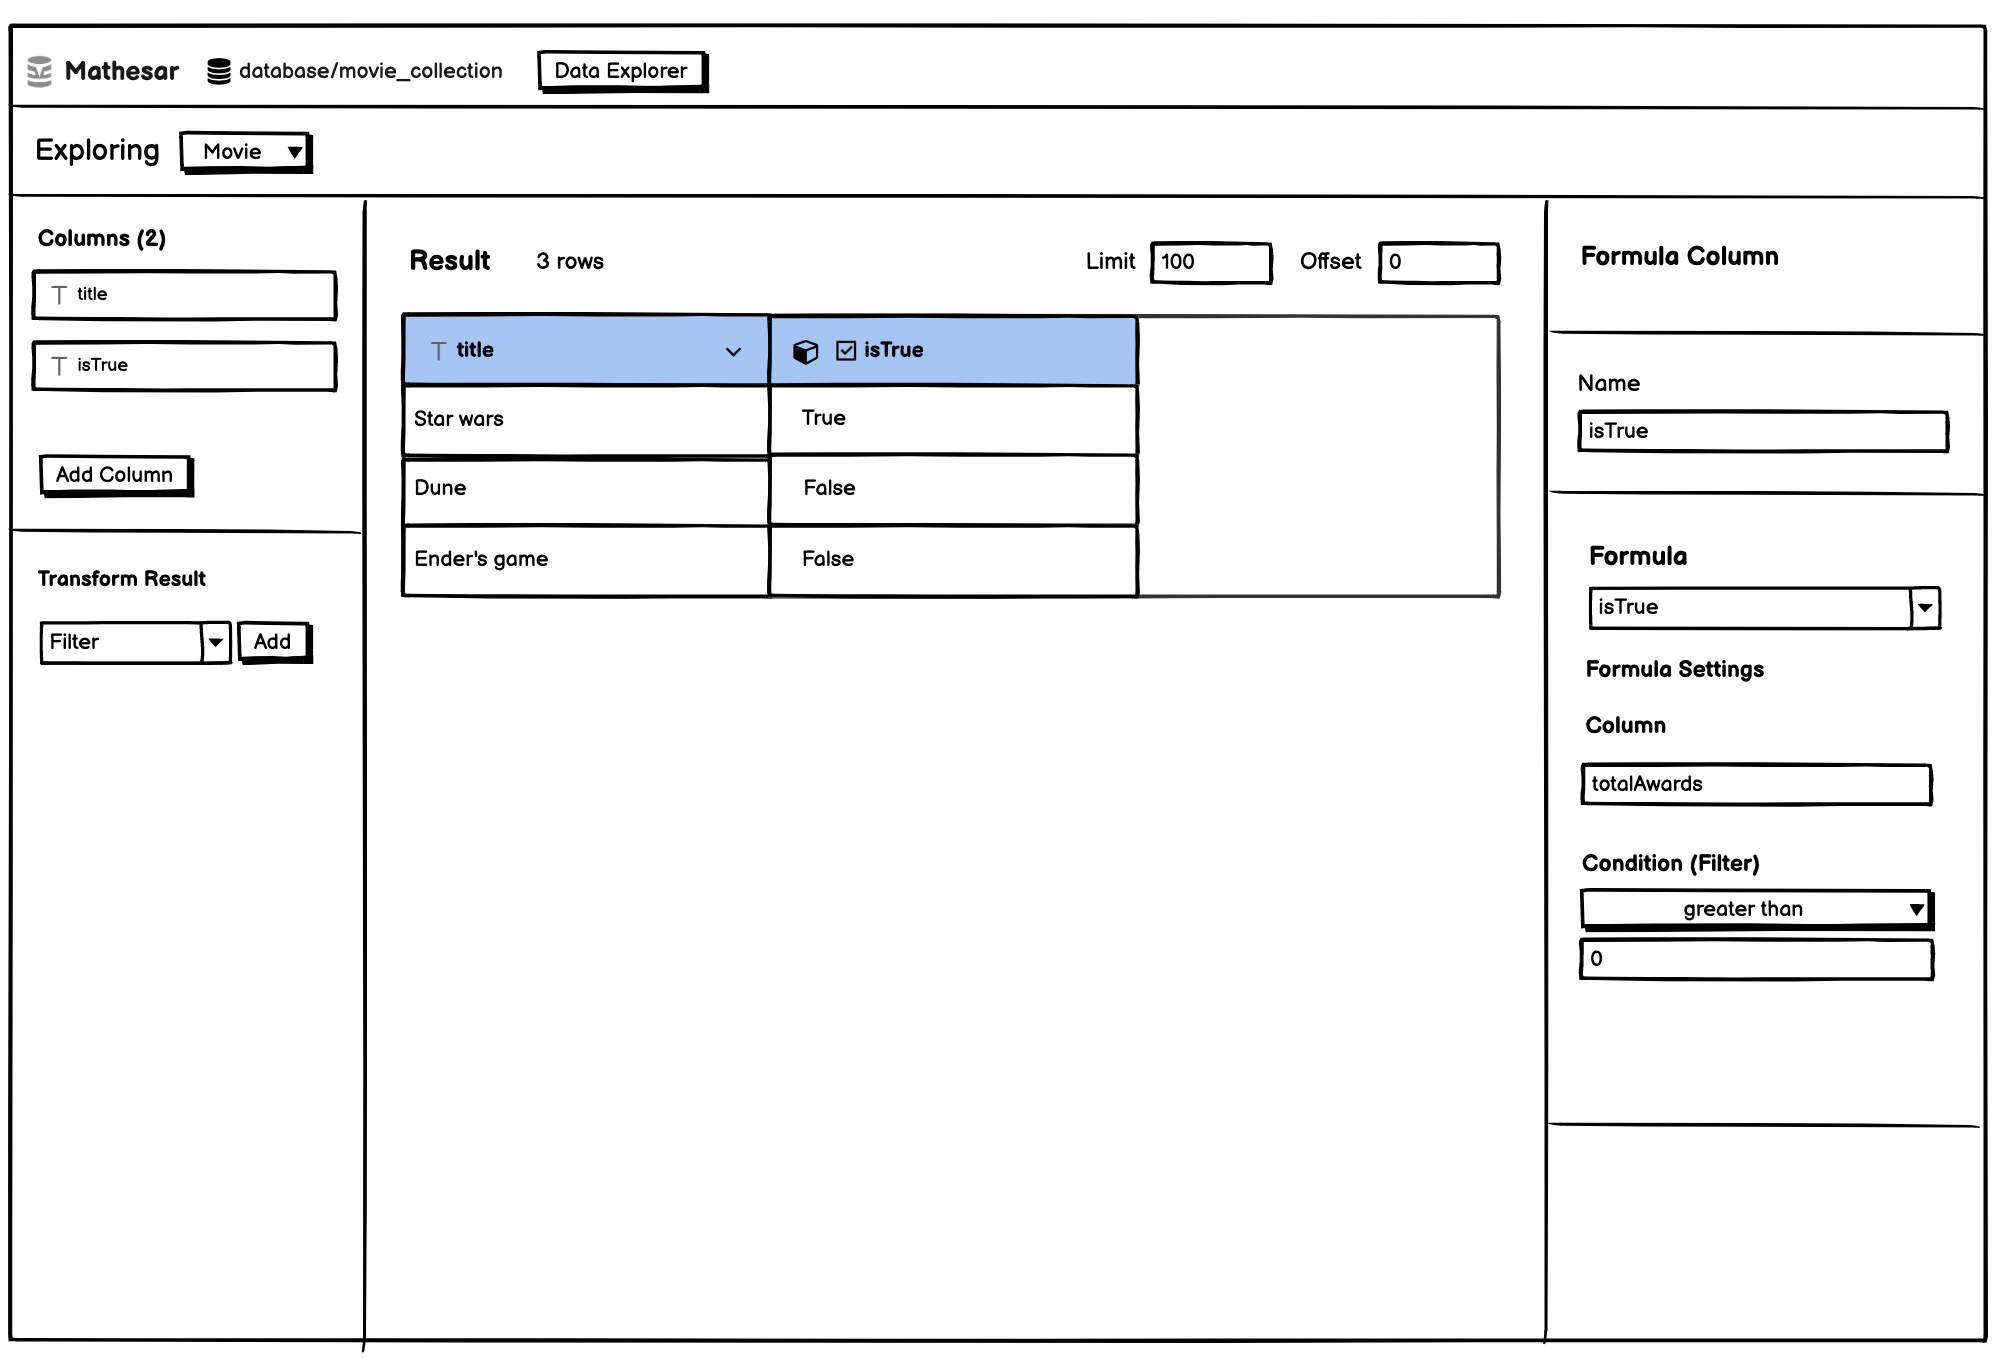 Mathesar database/movie_collection Data Explorer
Exploring Movie
Columns (2)
T title
T isTrue
Add Column
Transform Result
Filter Add
Result 3 rows Limit 100 Offset 0
T title isTrue
Star wars True
Dune False
Ender's game False
Formula Column
Name
isTrue
Formula
isTrue
Formula Settings
Column
totalAwards
Condition (Filter)
greater than
0